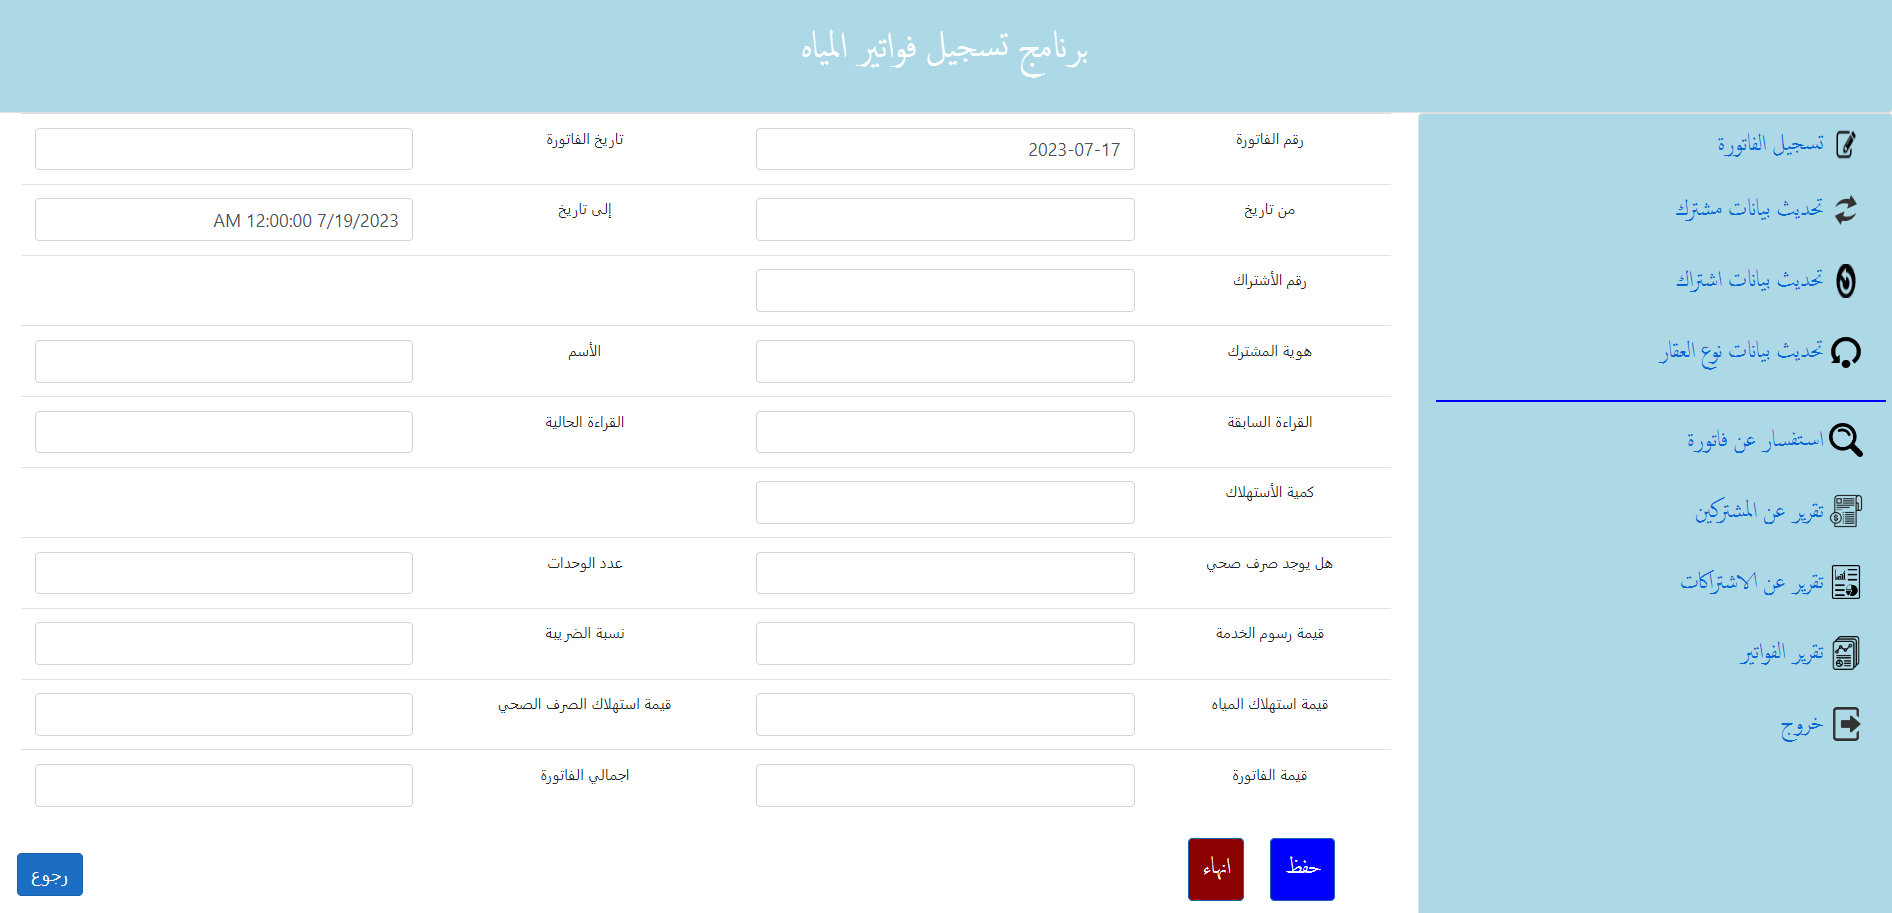 برنامج تسجيل فواتير المياه
تسجيل الفاتورة
تحديث بيانات مشترك
تحديث بيانات اشتراك
تحديث بيانات نوع العقار
استفسار عن فاتورة
تقرير عن المشتركين
تقرير عن الاشتراكات
تقرير الفواتير
خروج
رقم الفاتورة 2023-07-17 تاريخ الفاتورة
من تاريخ إلى تاريخ 7/19/2023 12:00:00 AM
رقم الأشتراك
هوية المشترك الأسم
القراءة السابقة القراءة الحالية
كمية الأستهلاك
هل يوجد صرف صحي عدد الوحدات
قيمة رسوم الخدمة نسبة الضريبة
قيمة استهلاك المياه قيمة استهلاك الصرف الصحي
قيمة الفاتورة اجمالي الفاتورة
حفظ انهاء رجوع